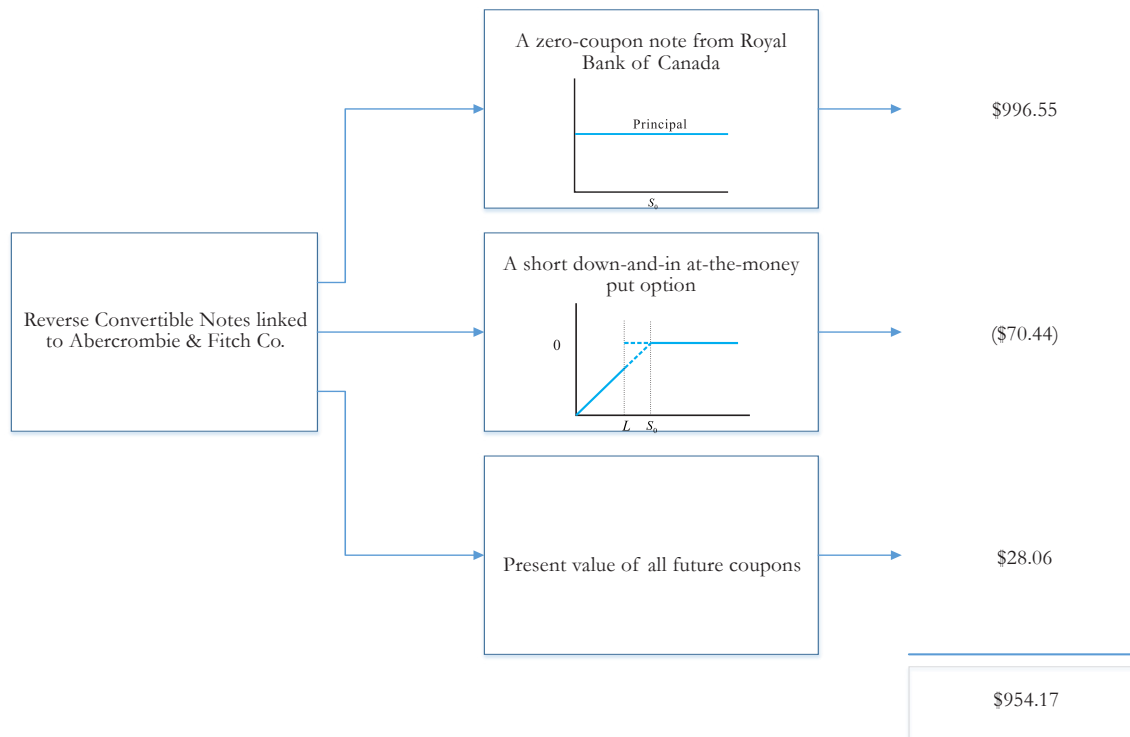 A zero-coupon note from Royal
Bank of Canada
Principal
S₀
$996.55
Reverse Convertible Notes linked
to Abercrombie & Fitch Co.
A short down-and-in at-the-money
put option
0
L S₀
($70.44)
Present value of all future coupons
$28.06
$954.17